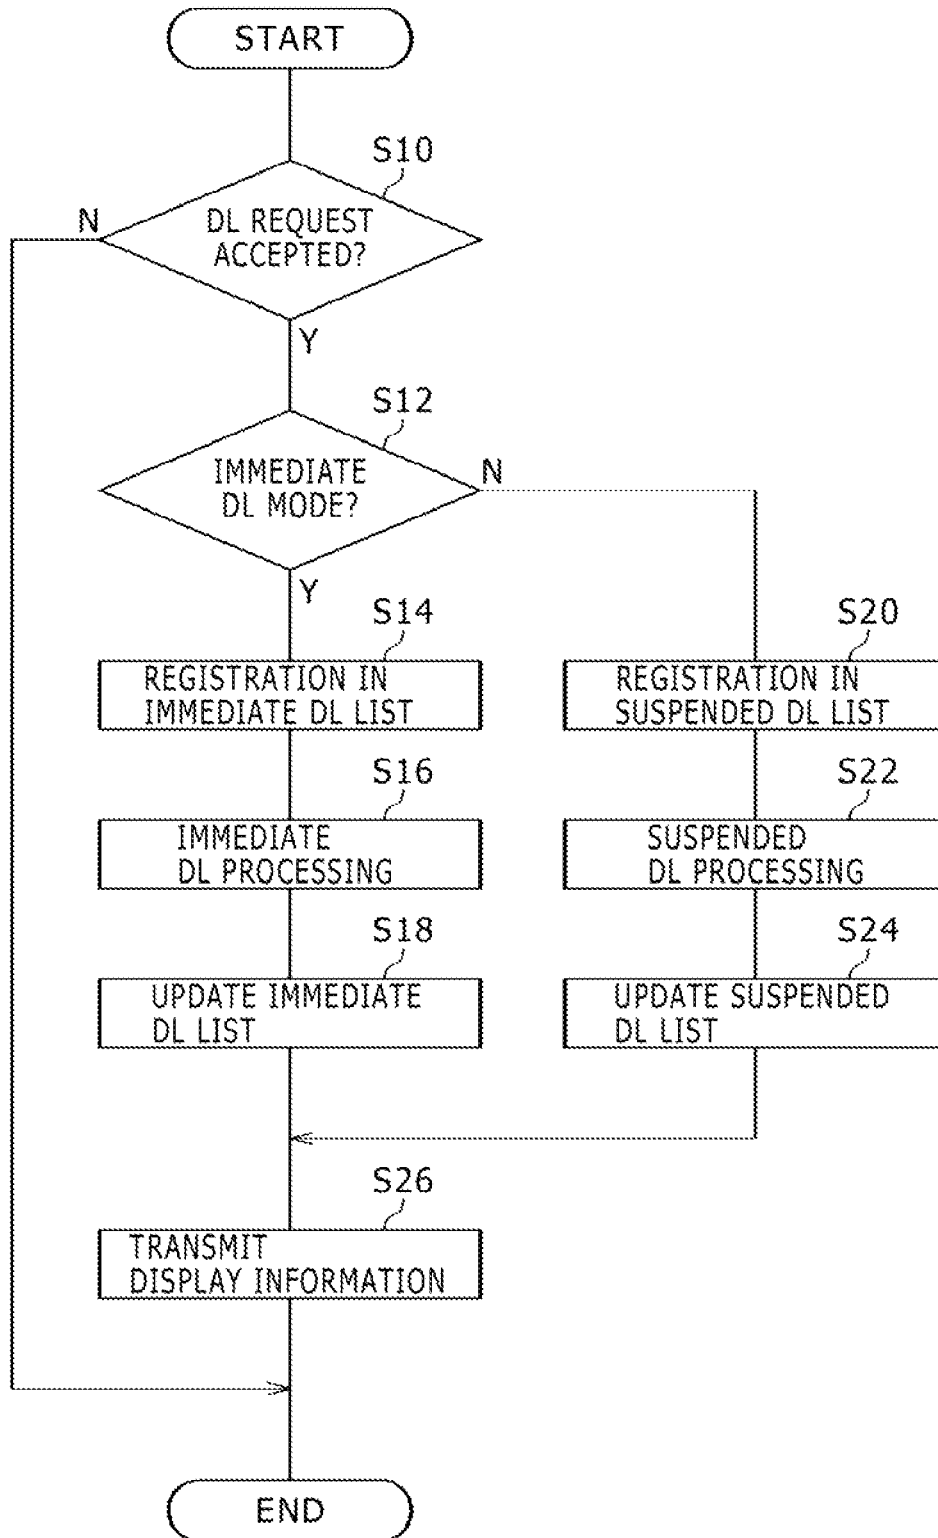 START
S10
N
DL REQUEST
ACCEPTED?
Y
S12
IMMEDIATE
DL MODE?
N
Y
S14
REGISTRATION IN
IMMEDIATE DL LIST
S20
REGISTRATION IN
SUSPENDED DL LIST
S16
IMMEDIATE
DL PROCESSING
S22
SUSPENDED
DL PROCESSING
S18
UPDATE IMMEDIATE
DL LIST
S24
UPDATE SUSPENDED
DL LIST
S26
TRANSMIT
DISPLAY INFORMATION
END